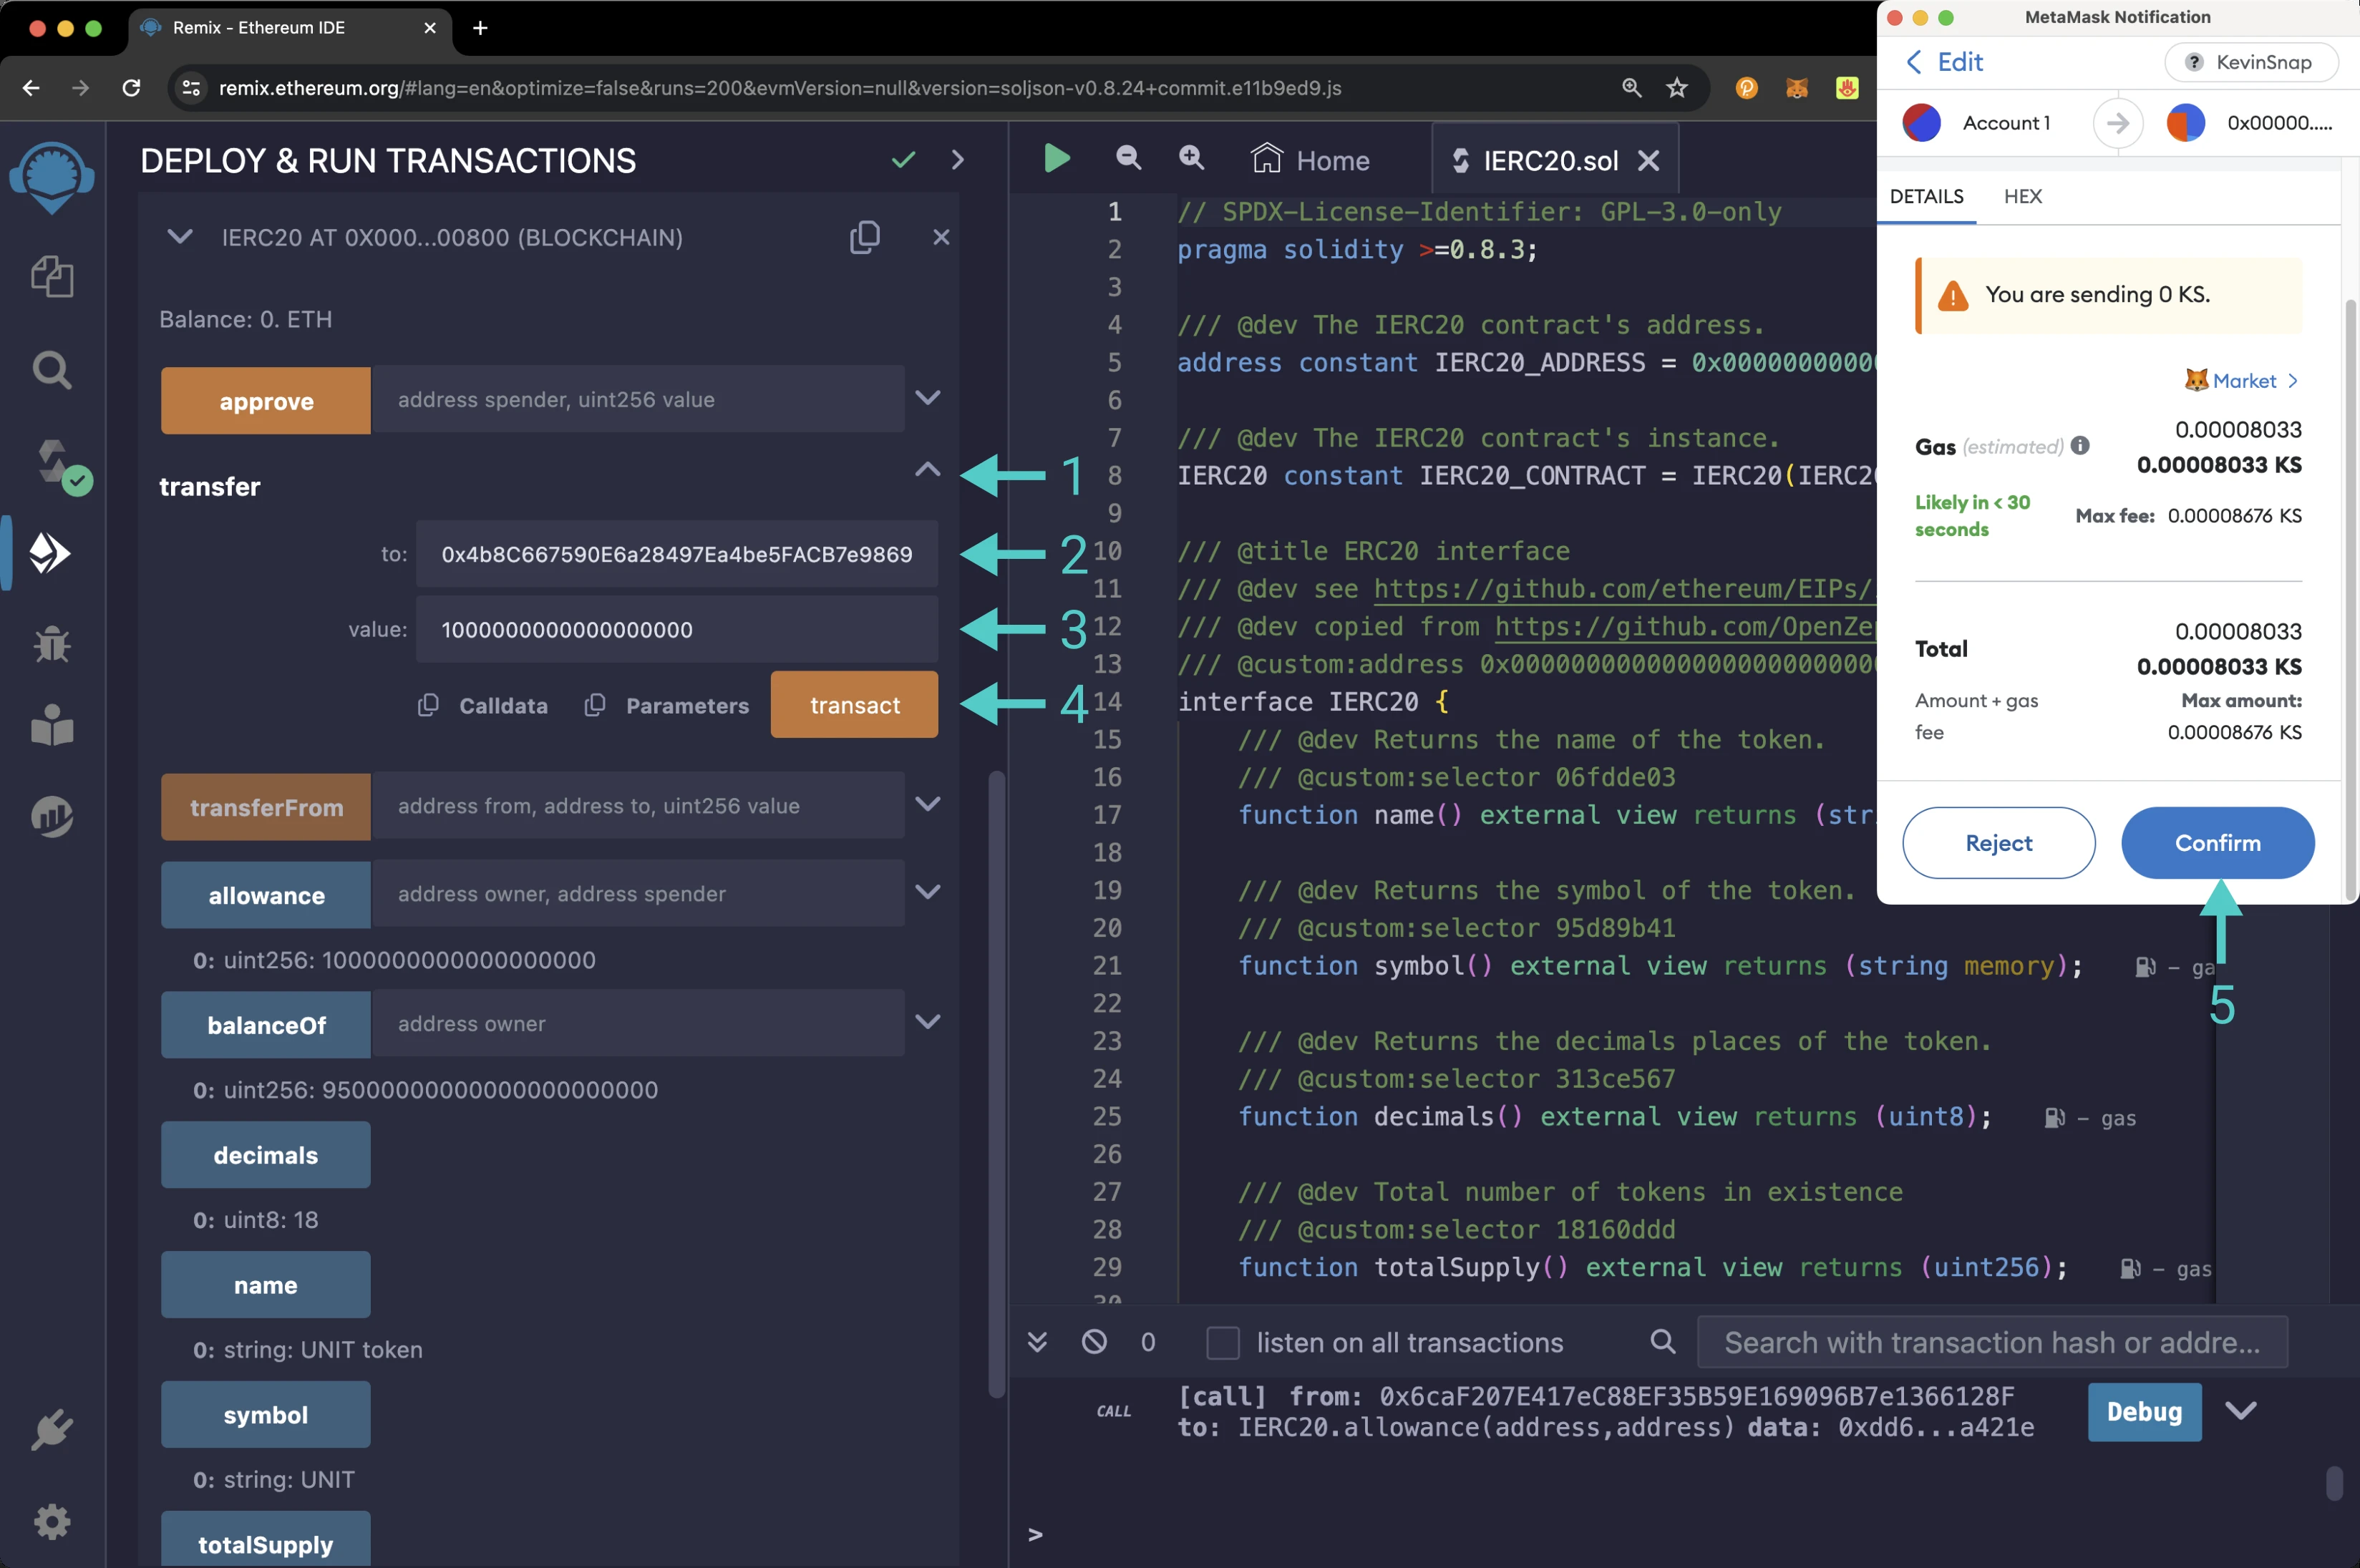 Remix - Ethereum IDE
remix.ethereum.org/#lang=en&optimize=false&runs=200&evmVersion=null&version=soljson-v0.8.24+commit.e11b9ed9.js
DEPLOY & RUN TRANSACTIONS
IERC20 AT 0X000...00800 (BLOCKCHAIN)
Balance: 0. ETH
approve address spender, uint256 value
transfer
1
to: 0x4b8C667590E6a28497Ea4be5FACB7e9869
2
value: 1000000000000000000
3
Calldata Parameters transact
4
transferFrom address from, address to, uint256 value
allowance address owner, address spender
0: uint256: 10000000000000000000
balanceOf address owner
0: uint256: 9500000000000000000000000
decimals
0: uint8: 18
name
0: string: UNIT token
symbol
0: string: UNIT
totalSupply
Home IERC20.sol
1 // SPDX-License-Identifier: GPL-3.0-only
2 pragma solidity >=0.8.3;
3
4 /// @dev The IERC20 contract's address.
5 address constant IERC20_ADDRESS = 0x000000000000
6
7 /// @dev The IERC20 contract's instance.
8 IERC20 constant IERC20_CONTRACT = IERC20(IERC20
9
10 /// @title ERC20 interface
11 /// @dev see https://github.com/ethereum/EIPs/
12 /// @dev copied from https://github.com/OpenZe
13 /// @custom:address 0x00000000000000000000000000
14 interface IERC20 {
15 /// @dev Returns the name of the token.
16 /// @custom:selector 06fdde03
17 function name() external view returns (str
18
19 /// @dev Returns the symbol of the token.
20 /// @custom:selector 95d89b41
21 function symbol() external view returns (string memory); – ga
22
23 /// @dev Returns the decimals places of the token.
24 /// @custom:selector 313ce567
25 function decimals() external view returns (uint8); – gas
26
27 /// @dev Total number of tokens in existence
28 /// @custom:selector 18160ddd
29 function totalSupply() external view returns (uint256); – gas
30
0 listen on all transactions Search with transaction hash or addre...
CALL [call] from: 0x6caF207E417eC88EF35B59E169096B7e1366128F
to: IERC20.allowance(address,address) data: 0xdd6...a421e
Debug
>
MetaMask Notification
Edit ? KevinSnap
Account 1 0x00000.....
DETAILS HEX
You are sending 0 KS.
Market >
0.00008033
Gas (estimated) 0.00008033 KS
Likely in < 30 seconds
Max fee: 0.00008676 KS
0.00008033
Total 0.00008033 KS
Amount + gas fee
Max amount:
0.00008676 KS
Reject Confirm
5